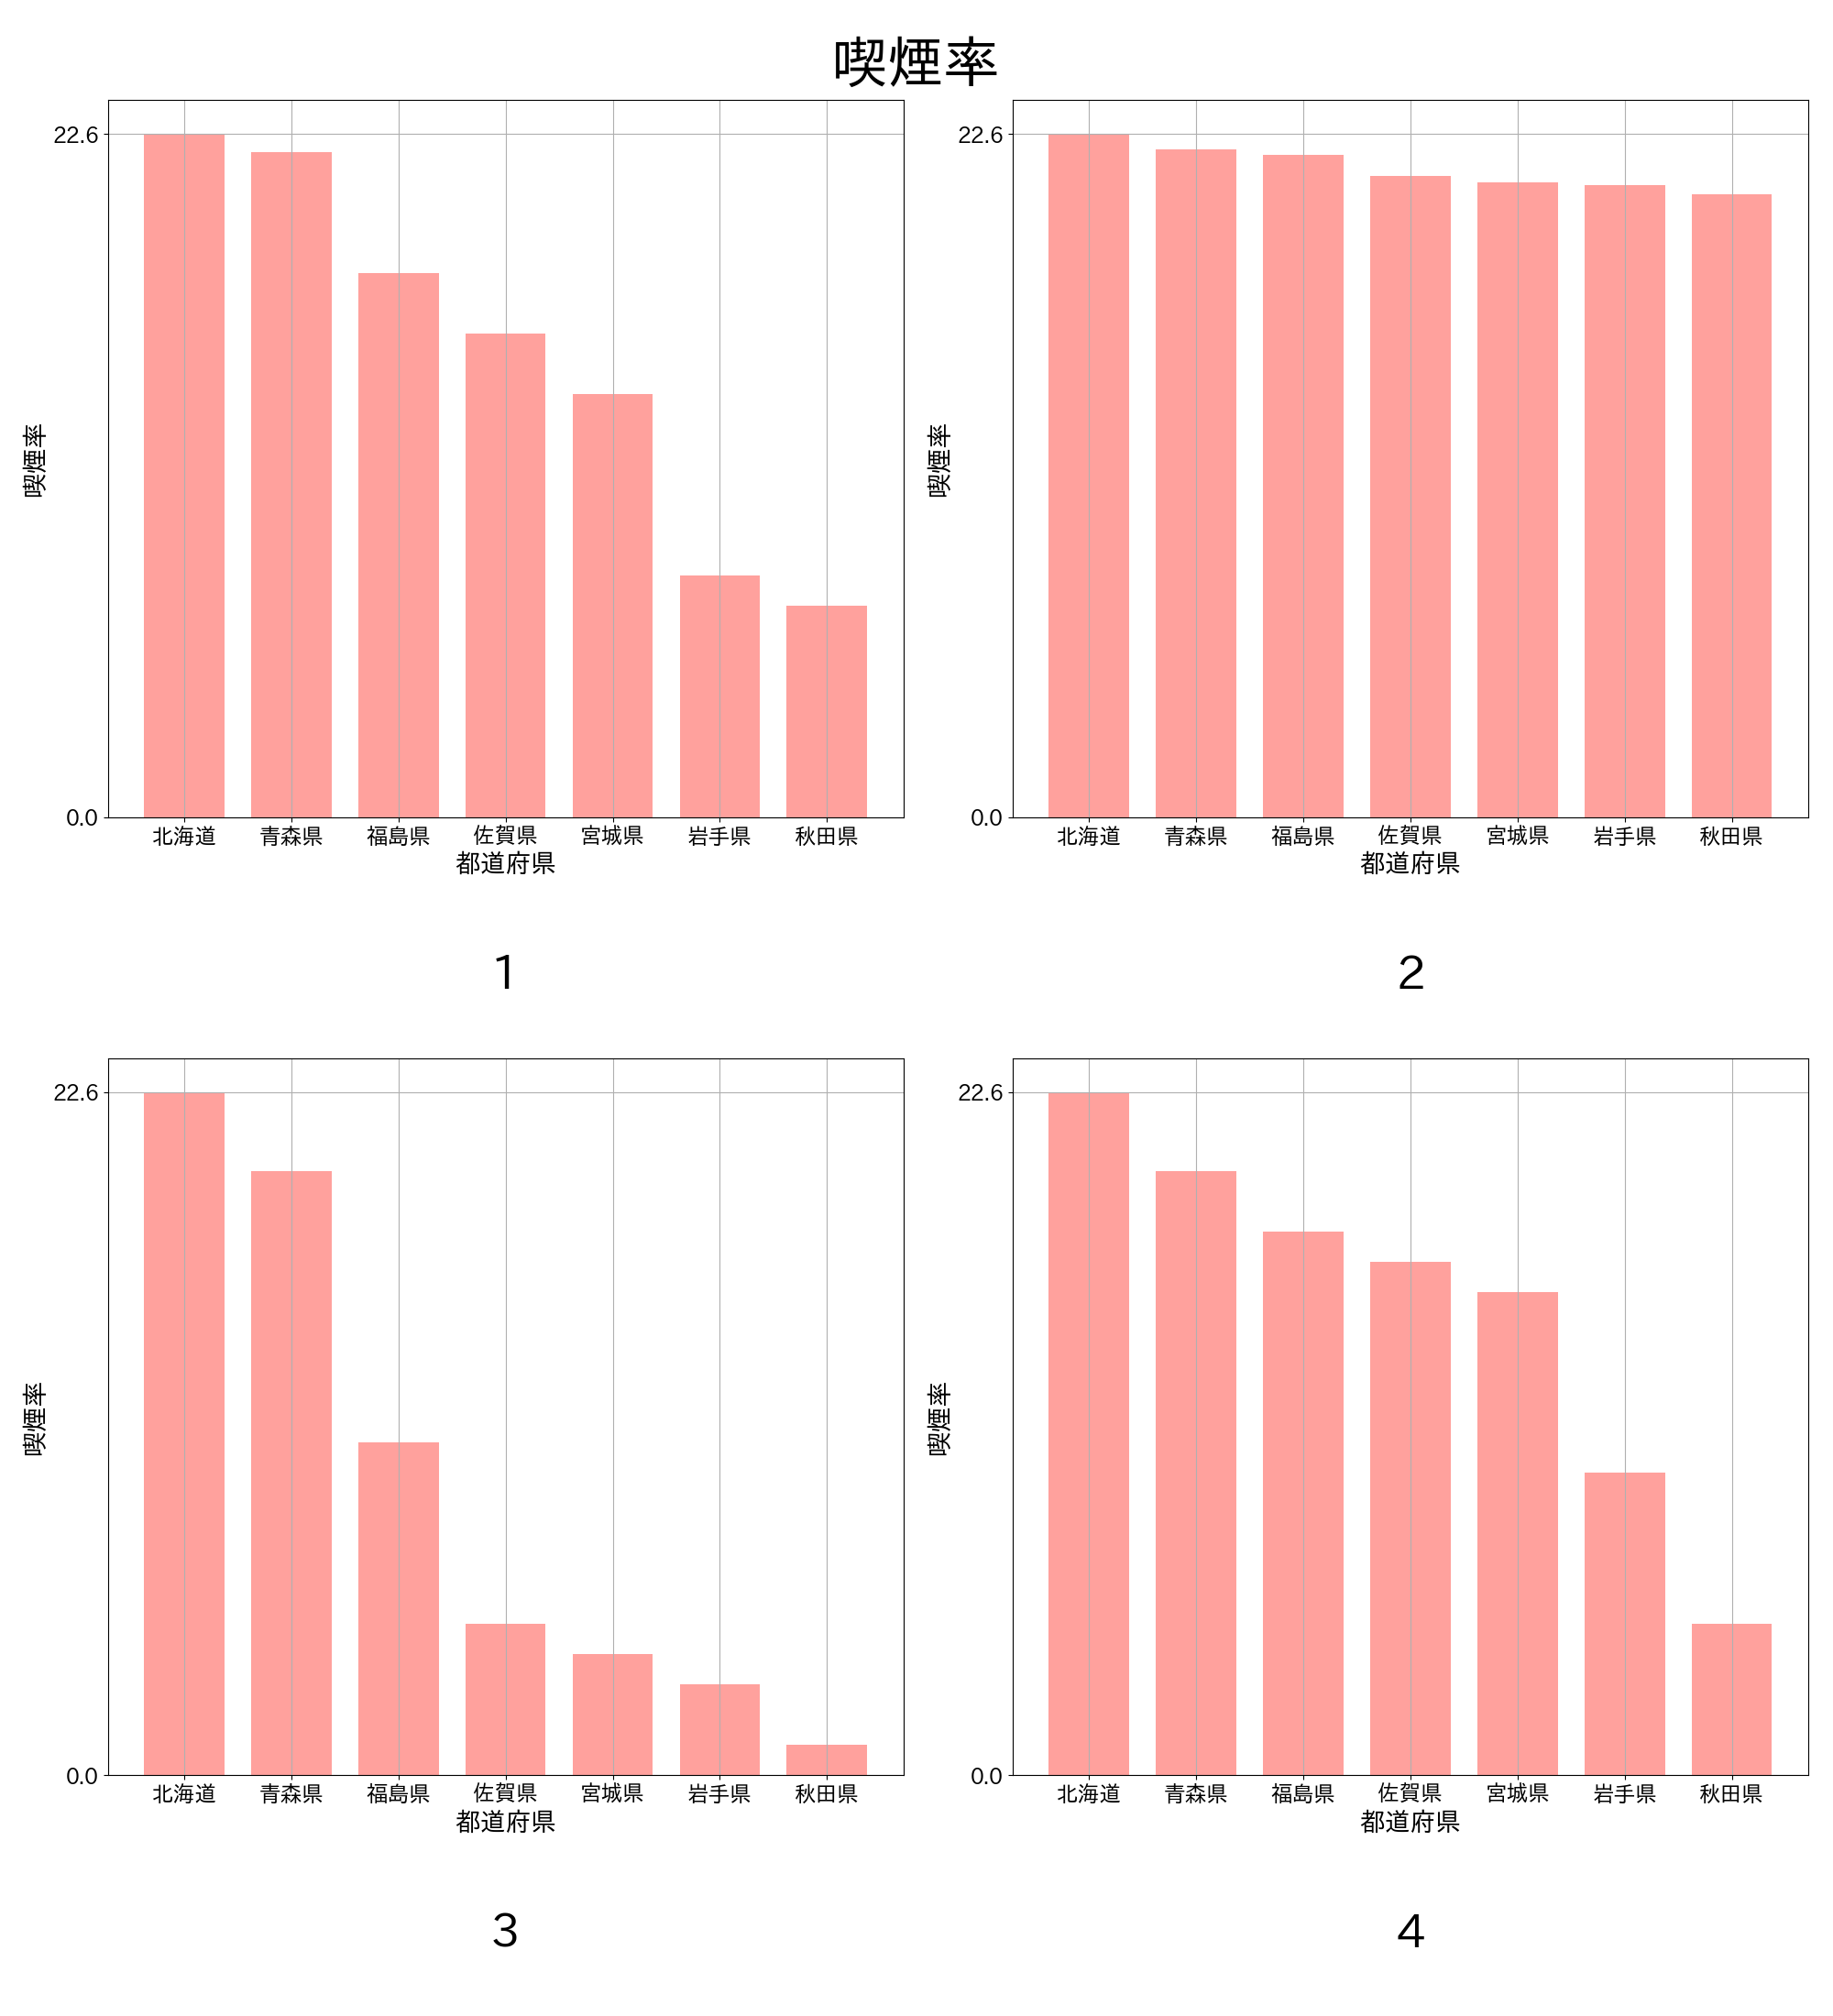 喫煙率
22.6
0.0
喫煙率
北海道 青森県 福島県 佐賀県 宮城県 岩手県 秋田県
都道府県
1
22.6
0.0
喫煙率
北海道 青森県 福島県 佐賀県 宮城県 岩手県 秋田県
都道府県
2
22.6
0.0
喫煙率
北海道 青森県 福島県 佐賀県 宮城県 岩手県 秋田県
都道府県
3
22.6
0.0
喫煙率
北海道 青森県 福島県 佐賀県 宮城県 岩手県 秋田県
都道府県
4